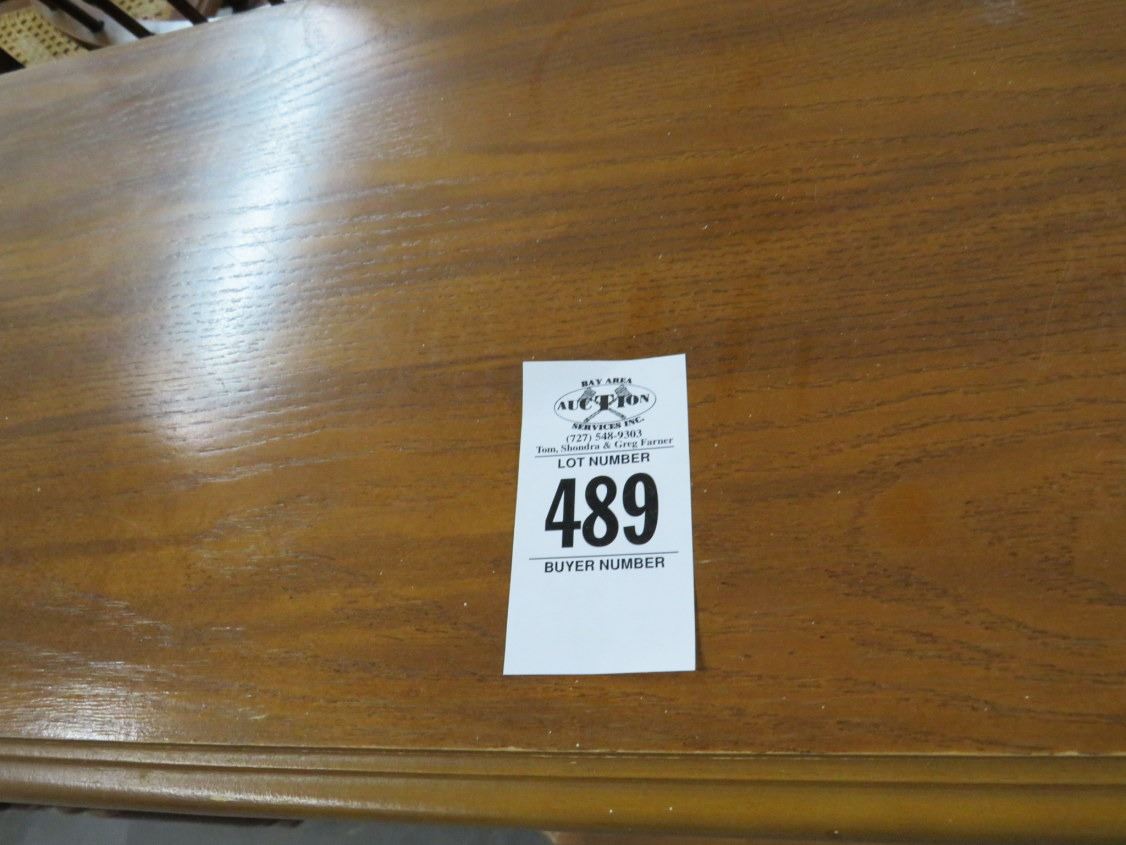 BAY AREA
AUCTION
SERVICES INC.
(727) 548-9303
Tom, Shondra & Greg Farner
LOT NUMBER
489
BUYER NUMBER